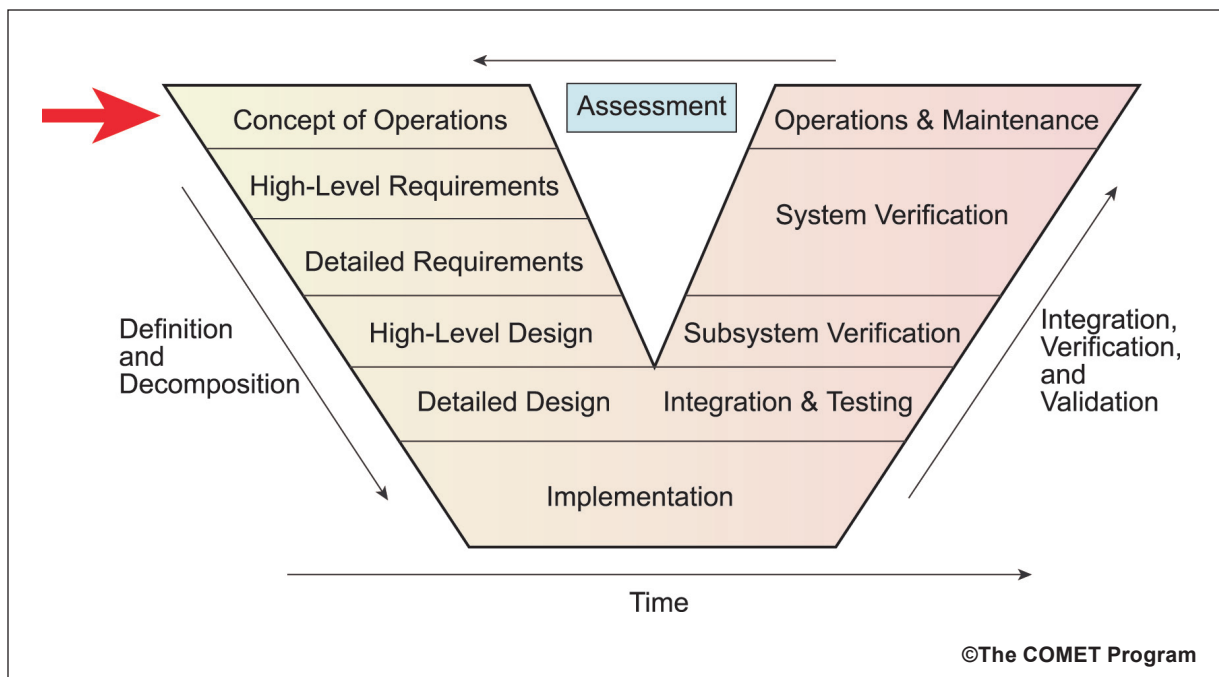 Assessment
Concept of Operations
Operations & Maintenance
High-Level Requirements
System Verification
Detailed Requirements
Definition
and
Decomposition
High-Level Design
Subsystem Verification
Integration,
Verification,
and
Validation
Detailed Design
Integration & Testing
Implementation
Time
©The COMET Program